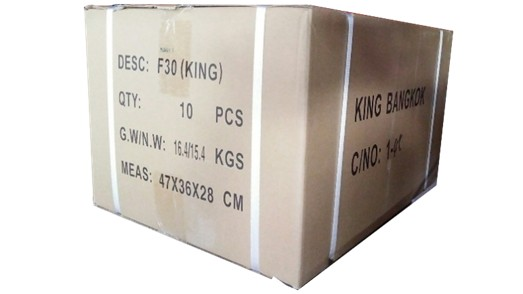 DESC: F30 (KING)
QTY: 10 PCS
G.W/N.W: 16.4/15.4 KGS
MEAS: 47X36X28 CM
KING BANGKOK
C/NO: